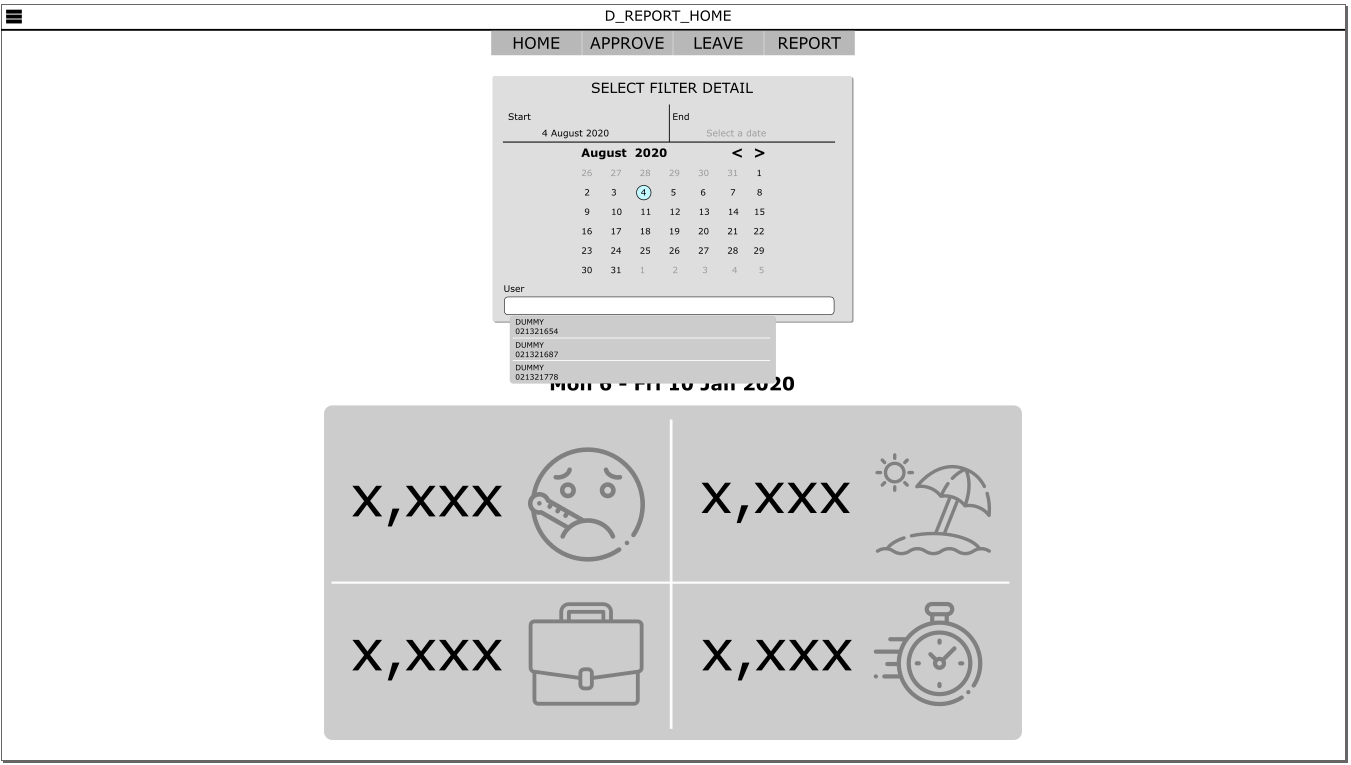 D_REPORT_HOME
HOME APPROVE LEAVE REPORT
SELECT FILTER DETAIL
Start End
4 August 2020 Select a date
August 2020 < >
26 27 28 29 30 31 1
2 3 4 5 6 7 8
9 10 11 12 13 14 15
16 17 18 19 20 21 22
23 24 25 26 27 28 29
30 31 1 2 3 4 5
User
DUMMY
021321654
DUMMY
021321687
DUMMY
021321778
Mon 6 - Fri 10 Jan 2020
x,xxx x,xxx
x,xxx x,xxx